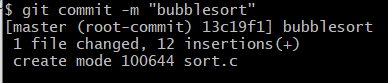 $ git commit -m "bubblesort"
[master (root-commit) 13c19f1] bubblesort
 1 file changed, 12 insertions(+)
 create mode 100644 sort.c